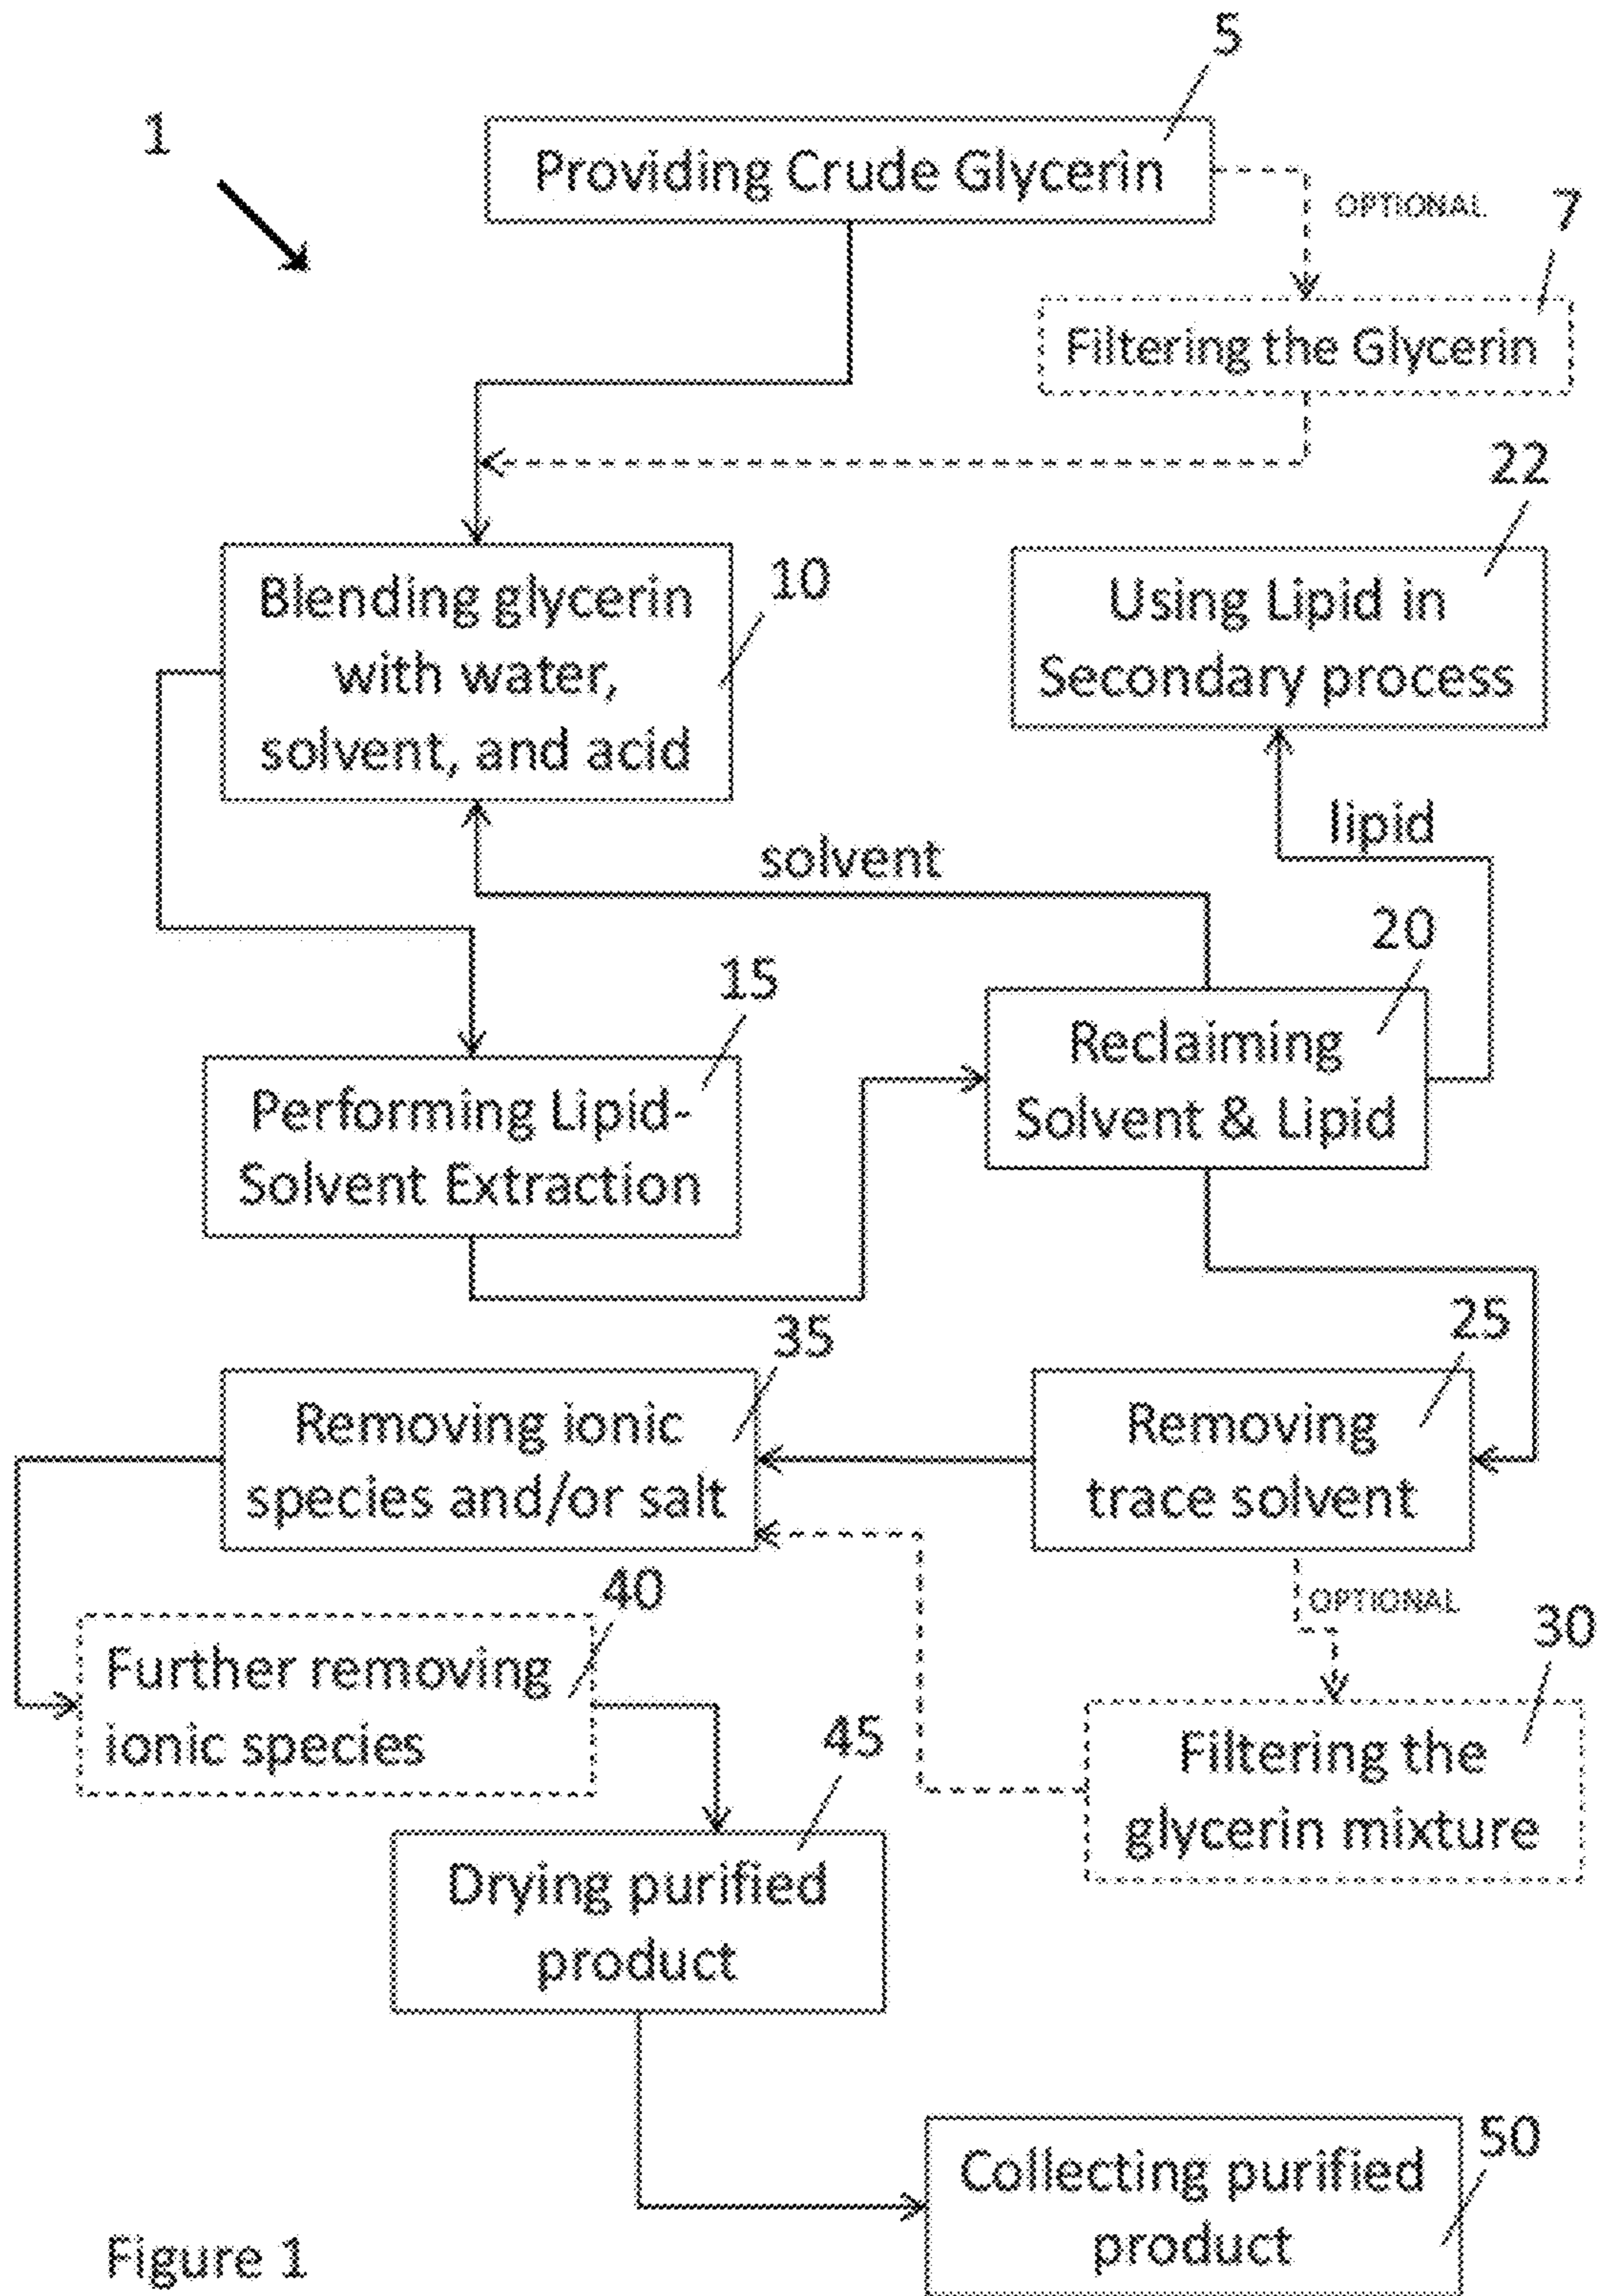 5
1
Providing Crude Glycerin
OPTIONAL
7
Filtering the Glycerin
22
Blending glycerin
with water,
solvent, and acid
10
Using Lipid in
Secondary process
lipid
solvent
20
15
Reclaiming
Solvent & Lipid
Performing Lipid-
Solvent Extraction
25
35
Removing ionic
species and/or salt
Removing
trace solvent
OPTIONAL
40
30
Further removing
ionic species
45
Filtering the
glycerin mixture
Drying purified
product
50
Collecting purified
product
Figure 1